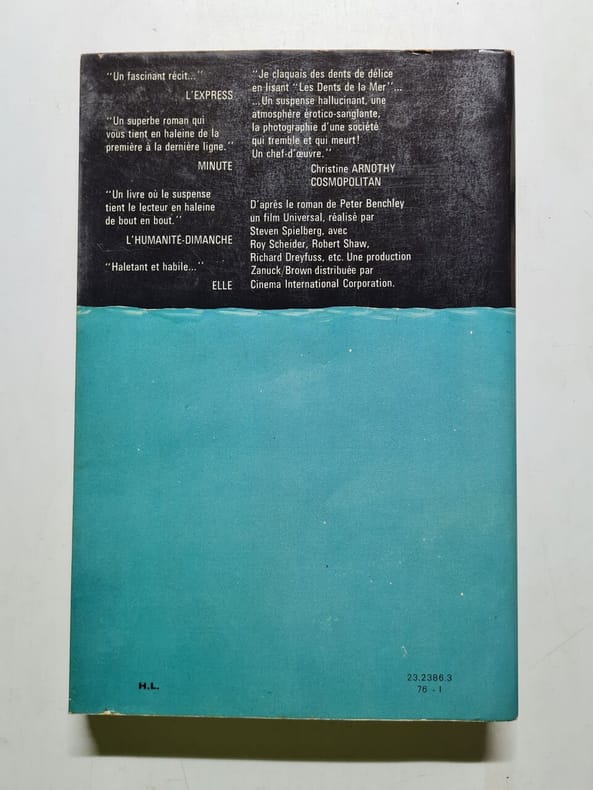 "Un fascinant récit..."
L'EXPRESS
"Un superbe roman qui
vous tient en haleine de la
première à la dernière ligne."
MINUTE
"Un livre où le suspense
tient le lecteur en haleine
de bout en bout."
L'HUMANITÉ-DIMANCHE
"Haletant et habile..."
ELLE
"Je claquais des dents de délice
en lisant "Les Dents de la Mer"...
...Un suspense hallucinant, une
atmosphère érotico-sanglante,
la photographie d'une société
qui tremble et qui meurt!
Un chef-d'œuvre."
Christine ARNOTHY
COSMOPOLITAN
D'après le roman de Peter Benchley
un film Universal, réalisé par
Steven Spielberg, avec
Roy Scheider, Robert Shaw,
Richard Dreyfuss, etc. Une production
Zanuck/Brown distribuée par
Cinema International Corporation.
H.L.
23.2386.3
76 - I